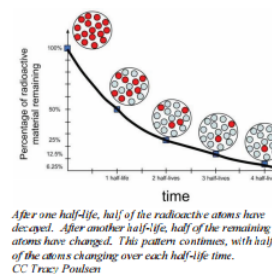 Percentage of radioactive
material remaining
100%
50%
25%
12.5%
6.25%
1 half-life
2 half-lives
3 half-lives
time
After one half-life, half of the radioactive atoms have
decayed. After another half-life, half of the remaining
atoms have changed. This pattern continues, with half
of the atoms changing over each half-life time.
CC Tracy Poulsen